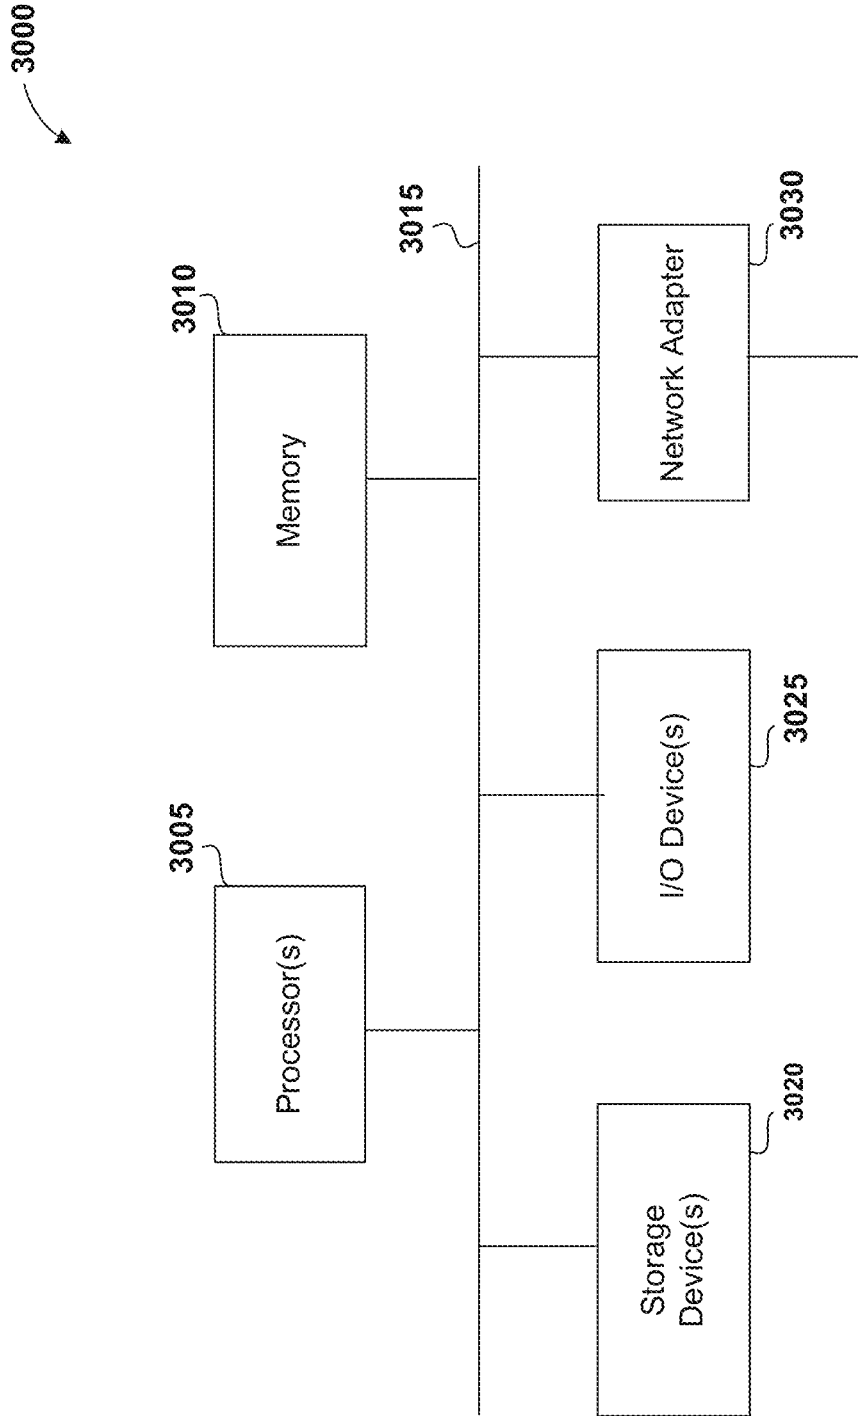 3000
3005
Processor(s)
3010
Memory
3015
Storage
Device(s)
3020
I/O Device(s)
3025
Network Adapter
3030